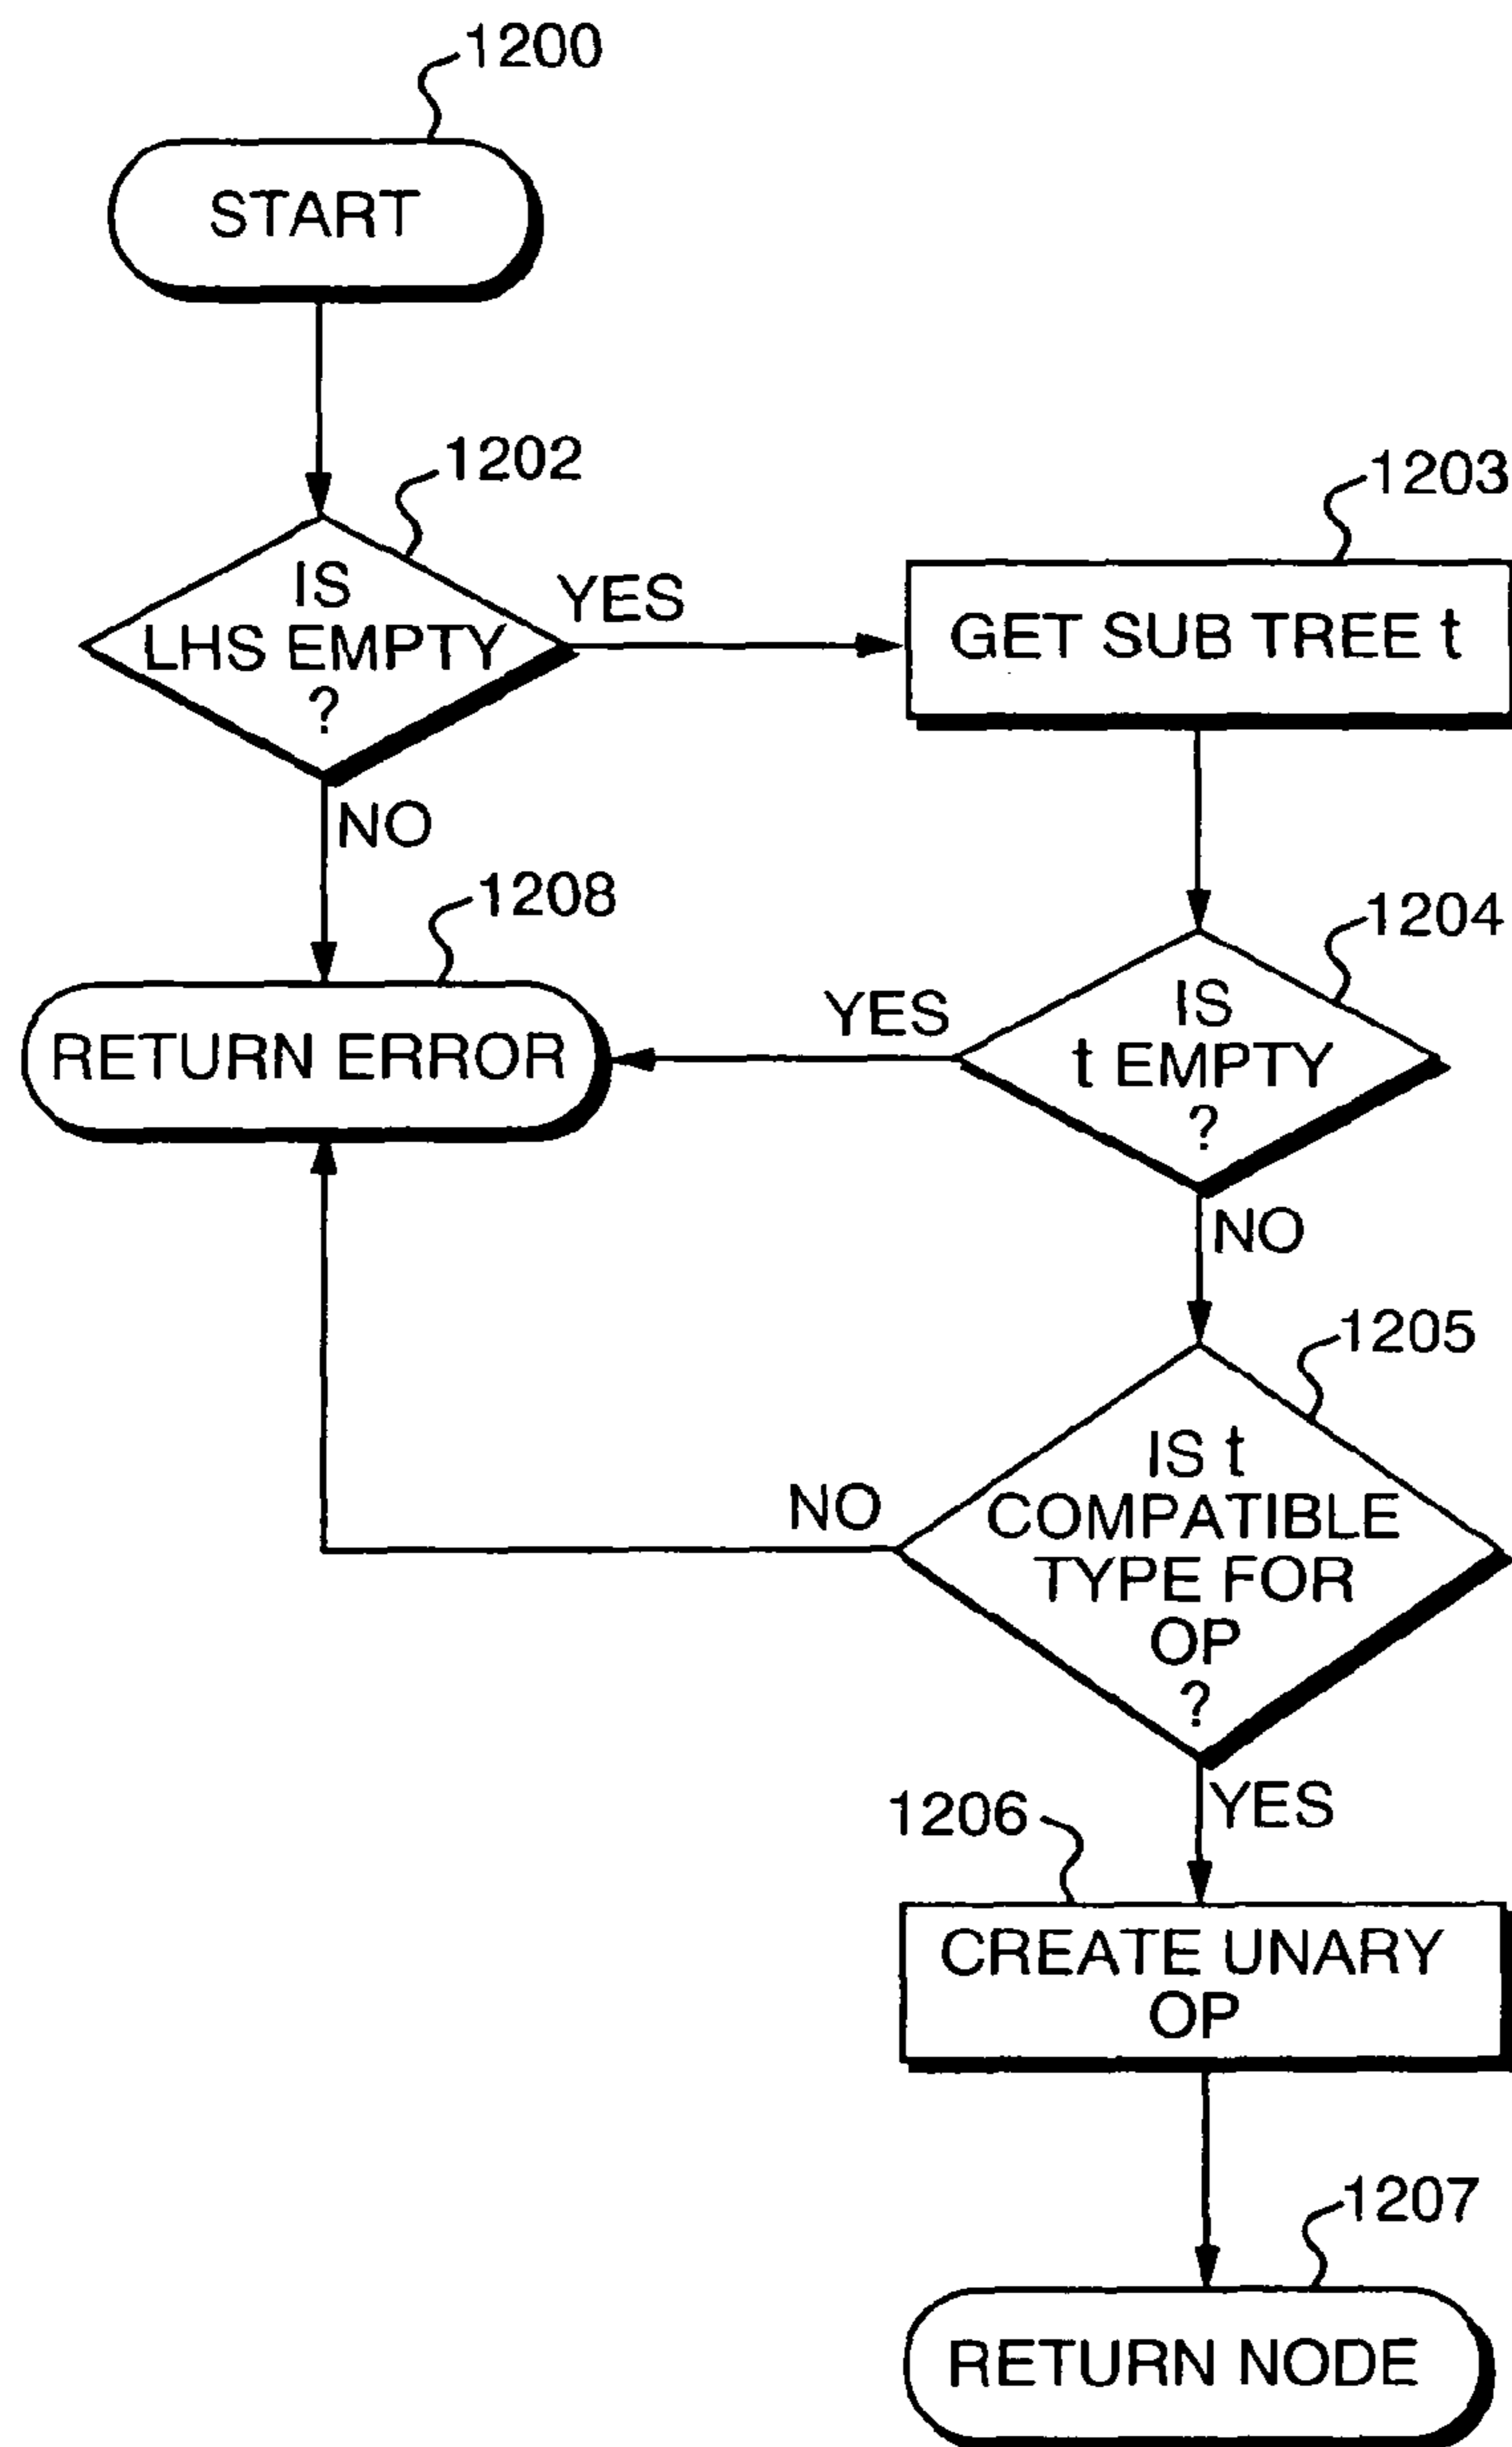 1200
START
1202
IS
LHS EMPTY
?
YES
NO
1203
GET SUB TREE t
1208
RETURN ERROR
1204
IS
t EMPTY
?
YES
NO
1205
IS t
COMPATIBLE
TYPE FOR
OP
?
NO
YES
1206
CREATE UNARY
OP
1207
RETURN NODE